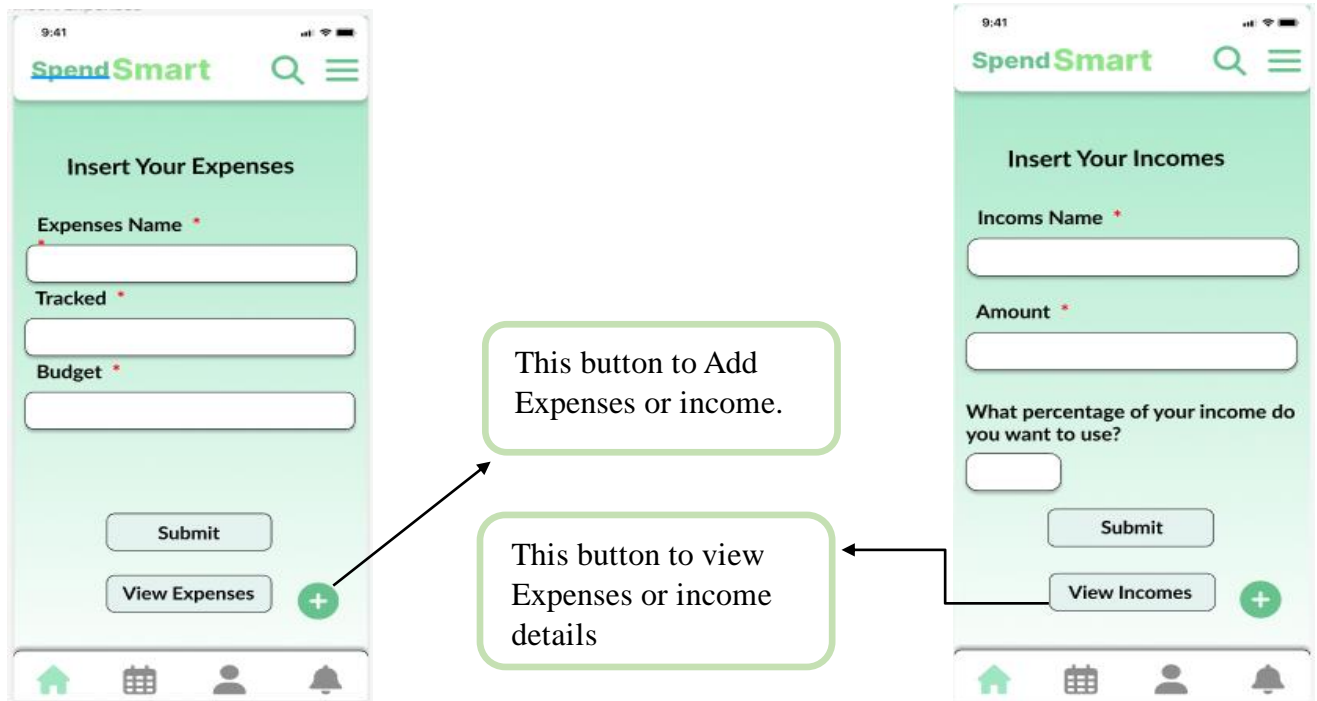 9:41
SpendSmart
Insert Your Expenses
Expenses Name *
*
Tracked *
Budget *
Submit
View Expenses
This button to Add
Expenses or income.
This button to view
Expenses or income
details
9:41
SpendSmart
Insert Your Incomes
Incoms Name *
Amount *
What percentage of your income do
you want to use?
Submit
View Incomes